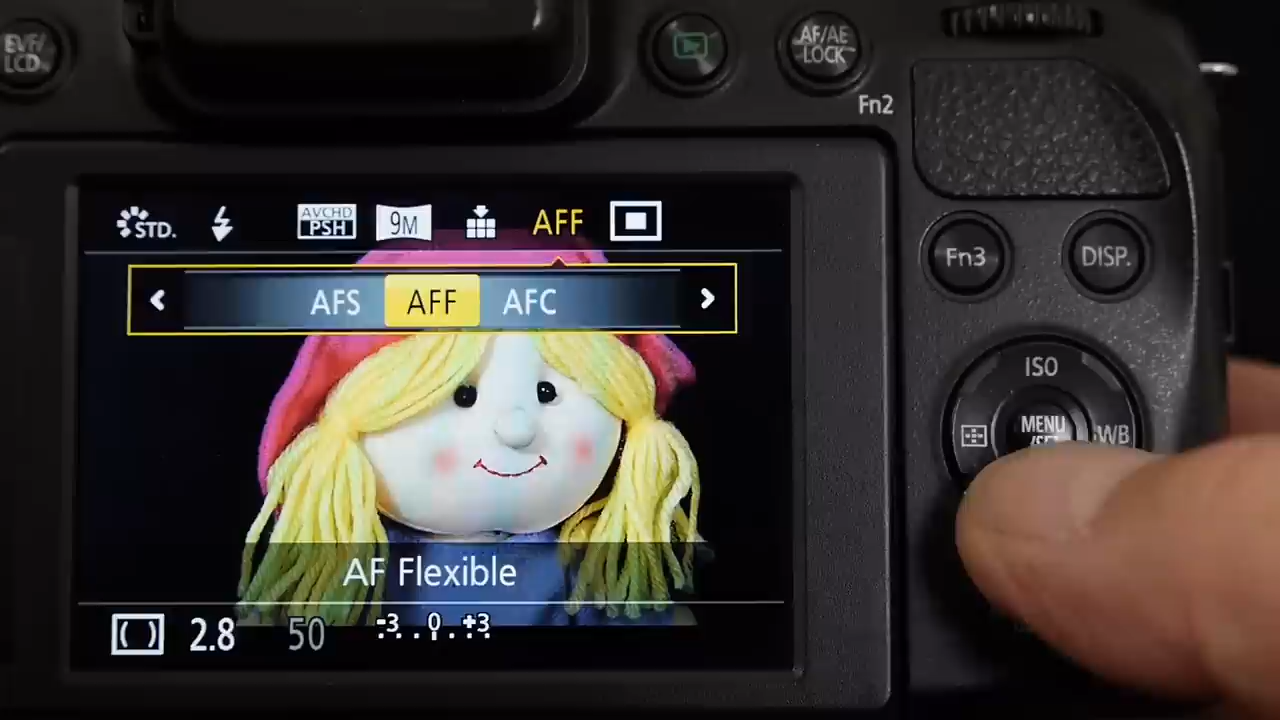 EVF/
LCD
AF/AE
LOCK
Fn2
STD.
AVCHD
PSH
9M
AFF
AFS AFF AFC
Fn3
DISP.
ISO
MENU
/SET
WB
AF Flexible
2.8 50 -3..0..+3